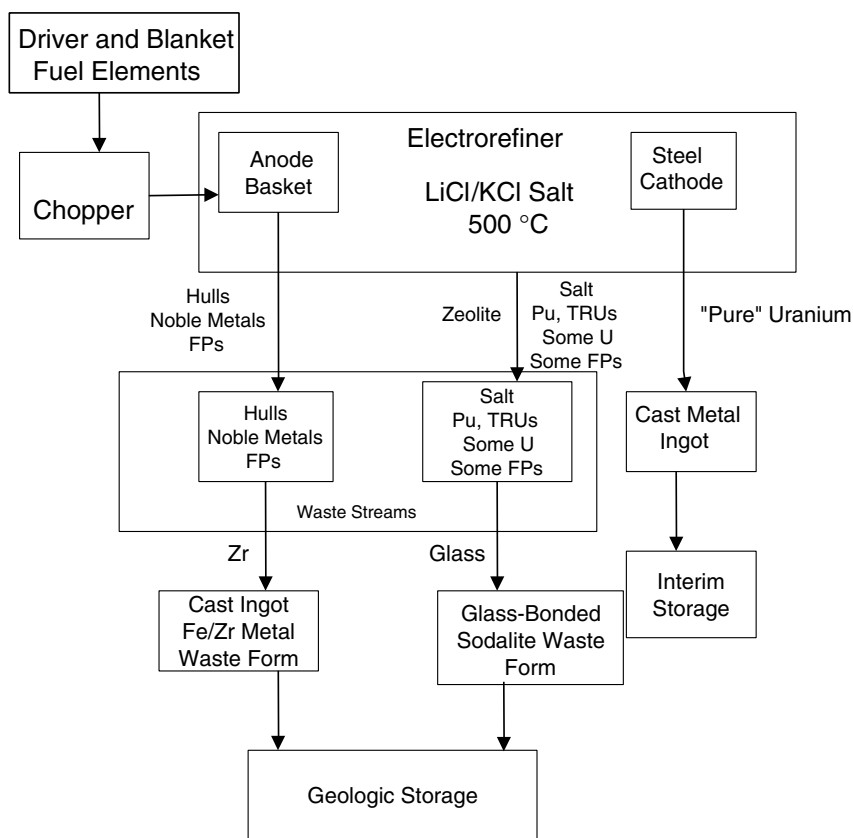 Driver and Blanket
Fuel Elements
Chopper
Electrorefiner
Anode
Basket
LiCl/KCl Salt
500 °C
Steel
Cathode
Hulls
Noble Metals
FPs
Zeolite
Salt
Pu, TRUs
Some U
Some FPs
"Pure" Uranium
Hulls
Noble Metals
FPs
Salt
Pu, TRUs
Some U
Some FPs
Waste Streams
Cast Metal
Ingot
Zr
Glass
Interim
Storage
Cast Ingot
Fe/Zr Metal
Waste Form
Glass-Bonded
Sodalite Waste
Form
Geologic Storage